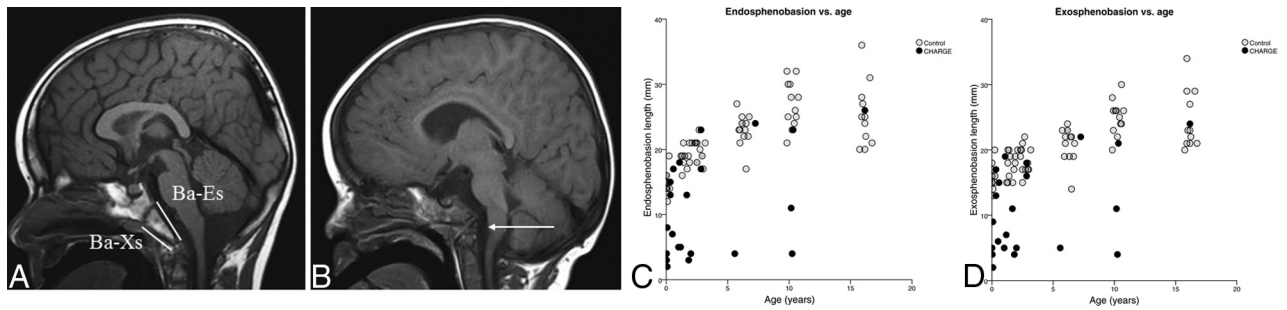 A
Ba-Es
Ba-Xs
B
C
Endosphenobasion vs. age
Endosphenobasion length (mm)
40
30
20
10
0
0
5
10
15
20
Age (years)
Control
CHARGE
D
Exosphenobasion vs. age
Exosphenobasion length (mm)
40
30
20
10
0
0
5
10
15
20
Age (years)
Control
CHARGE